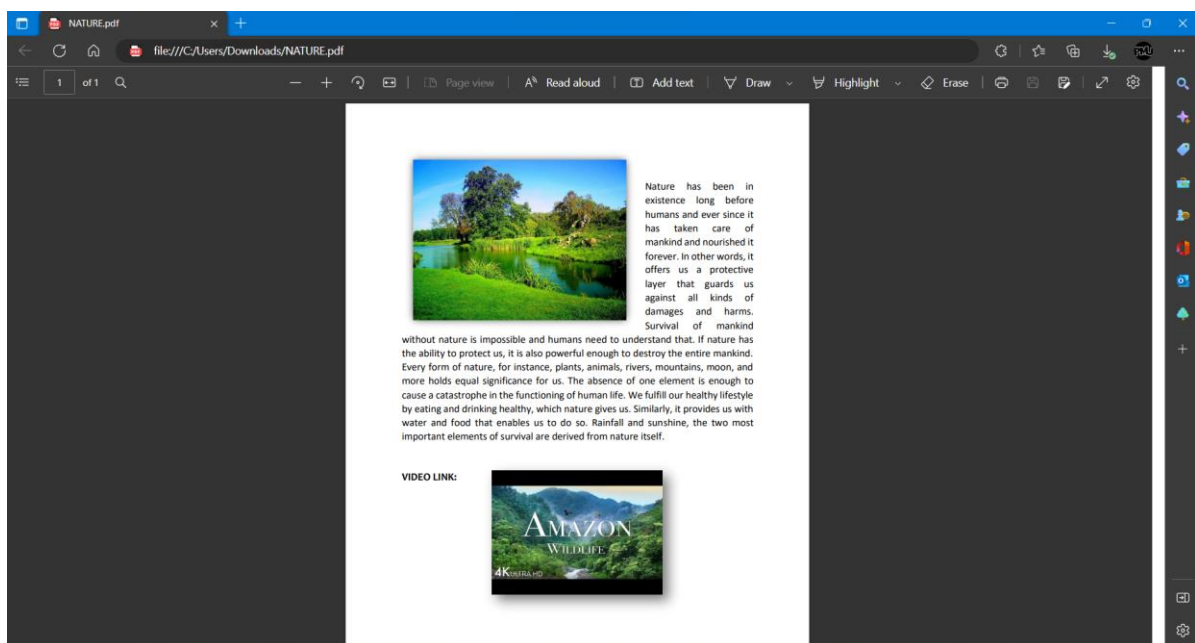 NATURE.pdf
file:///C:/Users/Downloads/NATURE.pdf
1 of 1 Page view Read aloud Add text Draw Highlight Erase
Nature has been in
existence long before
humans and ever since it
has taken care of
mankind and nourished it
forever. In other words, it
offers us a protective
layer that guards us
against all kinds of
damages and harms.
Survival of mankind
without nature is impossible and humans need to understand that. If nature has
the ability to protect us, it is also powerful enough to destroy the entire mankind.
Every form of nature, for instance, plants, animals, rivers, mountains, moon, and
more holds equal significance for us. The absence of one element is enough to
cause a catastrophe in the functioning of human life. We fulfill our healthy lifestyle
by eating and drinking healthy, which nature gives us. Similarly, it provides us with
water and food that enables us to do so. Rainfall and sunshine, the two most
important elements of survival are derived from nature itself.
VIDEO LINK:
AMAZON
WILDLIFE
4K ULTRA HD